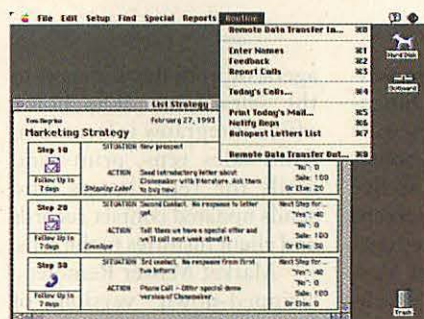 File Edit Setup Find Special Reports Routine
Remote Data Transfer In... ⌘0
Enter Names ⌘1
Feedback ⌘2
Report Calls ⌘3
Today's Calls... ⌘4
Print Today's Mail... ⌘5
Notify Reps ⌘6
Autopost Letters List ⌘7
Remote Data Transfer Out...
Hard Disk
Outbound
Trash
List Strategy
February 27, 1993
Marketing Strategy
Step 10
Follow Up in
7 days
SITUATION New prospect
ACTION Send introductory letter about
Closemaker with literature. Ask them
to buy now.
Shipping Label
"No": 0
Sale: 100
Or Else: 20
Step 20
Follow Up in
7 days
SITUATION Second Contact. No response to letter
yet.
ACTION Tell them we have a special offer and
we'll call next week about it.
Envelope
Next Step for...
"Yes": 40
"No": 0
Sale: 100
Or Else: 30
Step 30
Follow Up in
7 days
SITUATION 3rd contact. No response from first
two letters
ACTION Phone Call - Offer special demo
version of Closemaker.
Next Step for...
"Yes": 40
"No": 0
Sale: 100
Or Else: 0